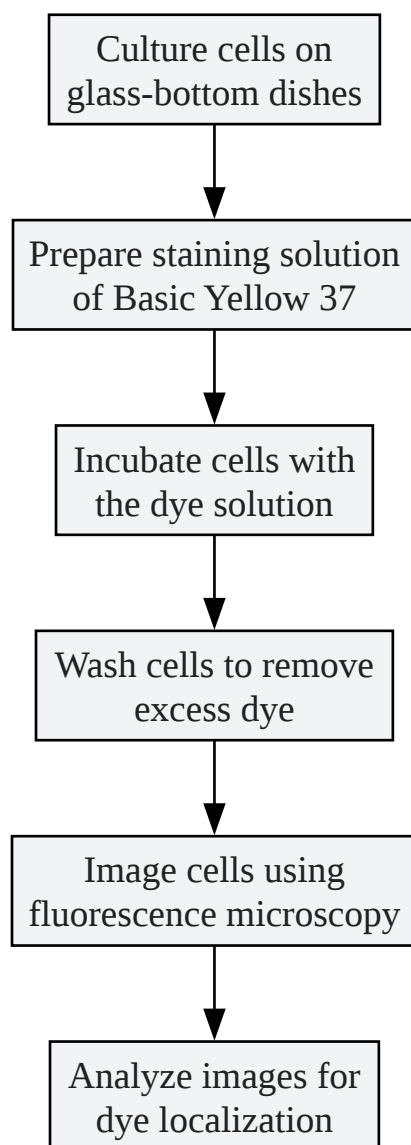 Culture cells on
glass-bottom dishes
Prepare staining solution
of Basic Yellow 37
Incubate cells with
the dye solution
Wash cells to remove
excess dye
Image cells using
fluorescence microscopy
Analyze images for
dye localization